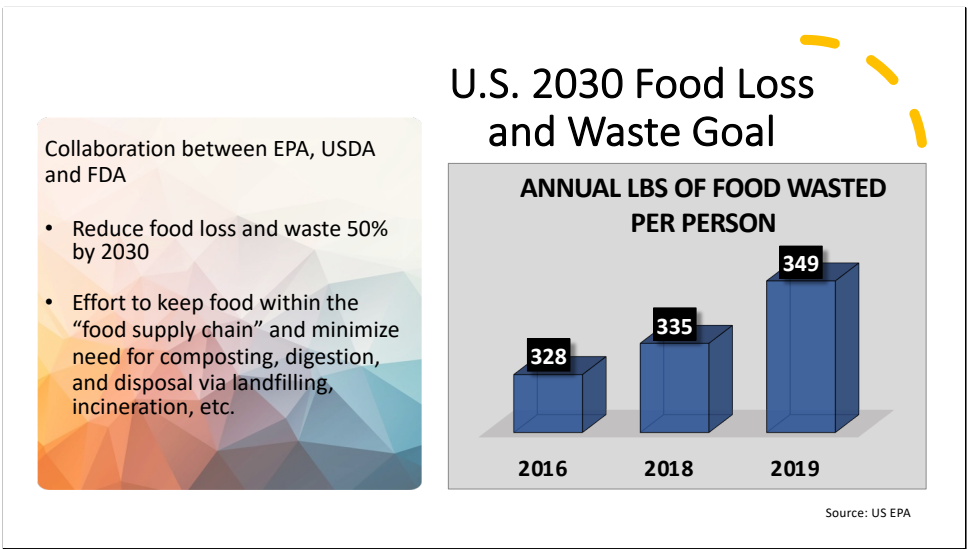 U.S. 2030 Food Loss
and Waste Goal
Collaboration between EPA, USDA
and FDA
• Reduce food loss and waste 50%
by 2030
• Effort to keep food within the
“food supply chain” and minimize
need for composting, digestion,
and disposal via landfilling,
incineration, etc.
ANNUAL LBS OF FOOD WASTED
PER PERSON
328
335
349
2016
2018
2019
Source: US EPA